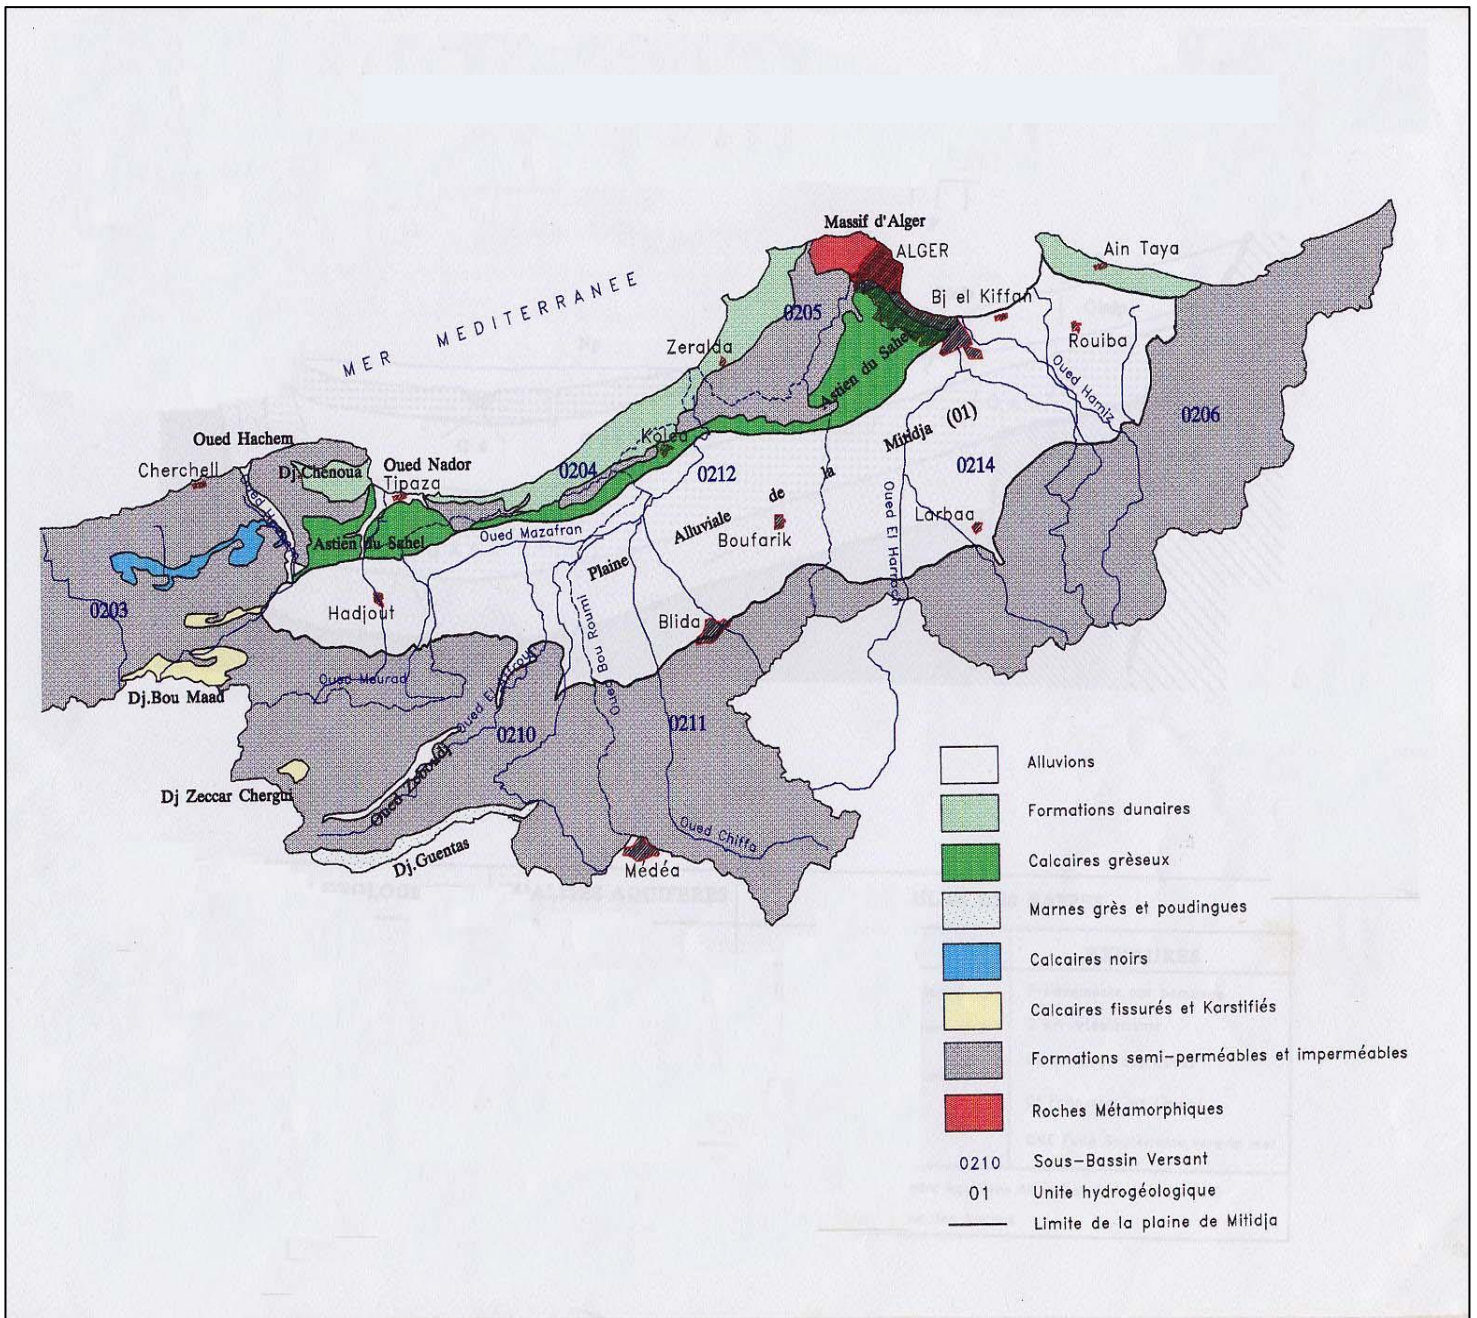 Massif d'Alger
ALGER
Ain Taya
Bj el Kiffan
MER MEDITERRANEE
0205
Rouiba
Zeralda
Astien du Sahel
Oued Hamiz
0206
Mitidja (01)
Oued Hachem
Koléa
Cherchell
Dj.Chenoua
Oued Nador
Tipaza
0204
0212
la
0214
de
Alluviale
Larbaa
Boufarik
Oued Mazafran
Astien du Sahel
Oued El Harrach
Plaine
0203
Hadjout
Oued Bou Roumi
Blida
Oued Mourad
Dj.Bou Maad
0210
0211
Dj Zeccar Chergui
Oued Zeboudj
Oued Chiffa
Dj.Guentas
Médéa
Alluvions
Formations dunaires
Calcaires grèseux
Marnes grès et poudingues
Calcaires noirs
Calcaires fissurés et Karstifiés
Formations semi-perméables et imperméables
Roches Métamorphiques
0210 Sous-Bassin Versant
01 Unite hydrogéologique
Limite de la plaine de Mitidja